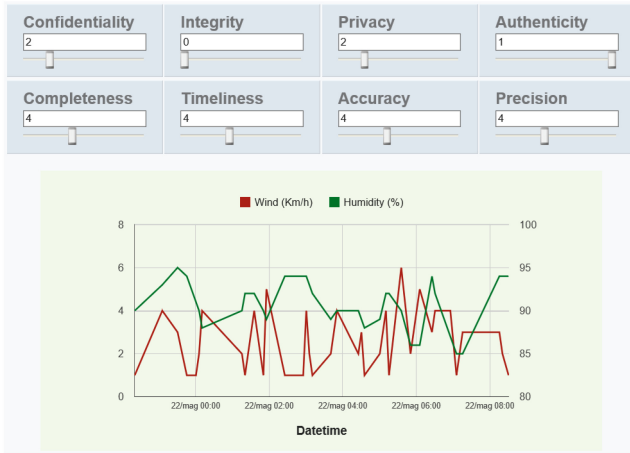 Confidentiality Integrity Privacy Authenticity
2 0 2 1
Completeness Timeliness Accuracy Precision
4 4 4 4
Wind (Km/h) Humidity (%)
8 100
6 95
4 90
2 85
0 80
22/mag 00:00 22/mag 02:00 22/mag 04:00 22/mag 06:00 22/mag 08:00
Datetime